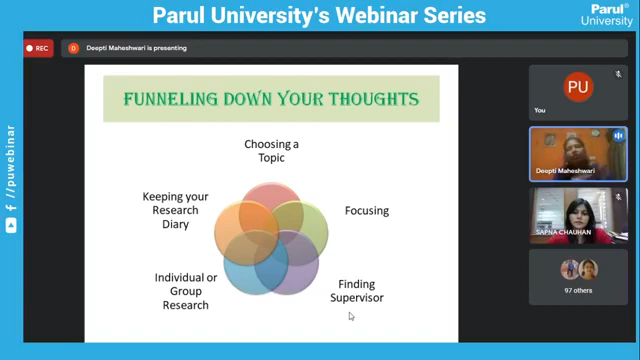 Parul University's Webinar Series
Parul®
University
REC
D
Deepti Maheshwari is presenting
FUNNELING DOWN YOUR THOUGHTS
Choosing a
Topic
Keeping your
Research
Diary
Focusing
Individual or
Group
Research
Finding
Supervisor
PU
You
Deepti Maheshwari
SAPNA CHAUHAN
97 others
f //puwebinar